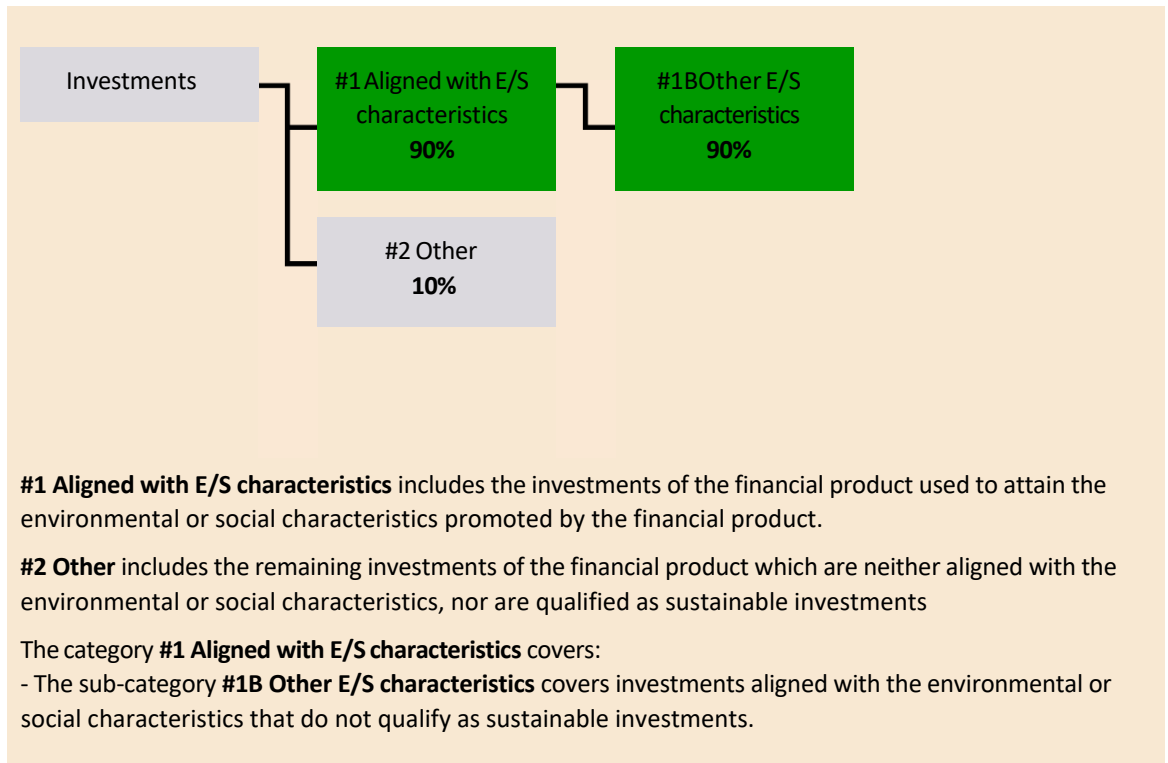 Investments
#1 Aligned with E/S
characteristics
90%
#1BOther E/S
characteristics
90%
#2 Other
10%
#1 Aligned with E/S characteristics includes the investments of the financial product used to attain the
environmental or social characteristics promoted by the financial product.
#2 Other includes the remaining investments of the financial product which are neither aligned with the
environmental or social characteristics, nor are qualified as sustainable investments
The category #1 Aligned with E/S characteristics covers:
- The sub-category #1B Other E/S characteristics covers investments aligned with the environmental or
social characteristics that do not qualify as sustainable investments.